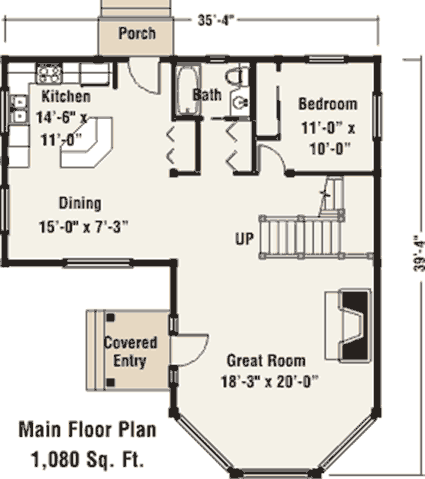 35'-4"
Porch
Kitchen
14'-6" x
11'-0"
Bath
Bedroom
11'-0" x
10'-0"
Dining
15'-0" x 7'-3"
UP
39'-4"
Covered
Entry
Great Room
18'-3" x 20'-0"
Main Floor Plan
1,080 Sq. Ft.